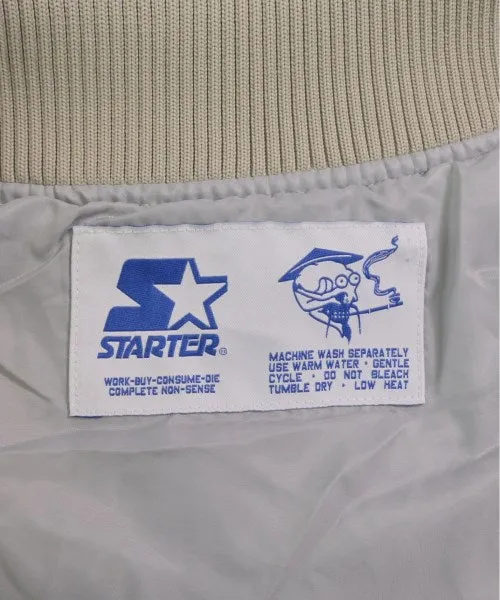 STARTER®
WORK-BUY-CONSUME-DIE
COMPLETE NON-SENSE
MACHINE WASH SEPARATELY
USE WARM WATER • GENTLE
CYCLE • DO NOT BLEACH
TUMBLE DRY • LOW HEAT